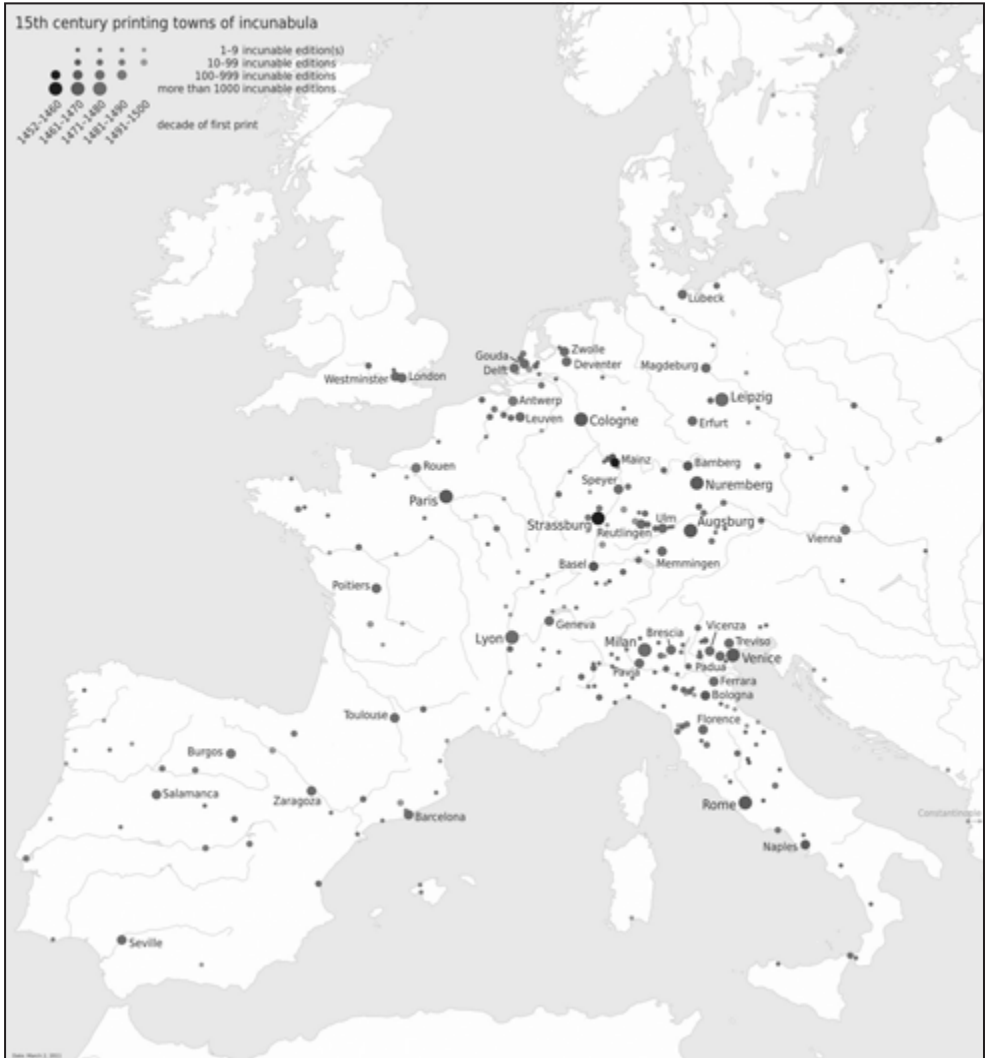 15th century printing towns of incunabula
1–9 incunable edition(s)
10–99 incunable editions
100–999 incunable editions
more than 1000 incunable editions
1452–1460
1461–1470
1471–1480
1481–1490
1491–1500
decade of first print
Lübeck
Gouda
Zwolle
Delft
Deventer
Magdeburg
Westminster
London
Antwerp
Leipzig
Leuven
Cologne
Erfurt
Rouen
Mainz
Bamberg
Speyer
Nuremberg
Paris
Strassburg
Ulm
Augsburg
Reutlingen
Vienna
Basel
Memmingen
Poitiers
Geneva
Vicenza
Lyon
Milan
Brescia
Treviso
Venice
Pavia
Padua
Ferrara
Bologna
Toulouse
Florence
Burgos
Salamanca
Zaragoza
Rome
Barcelona
Constantinople
Naples
Seville